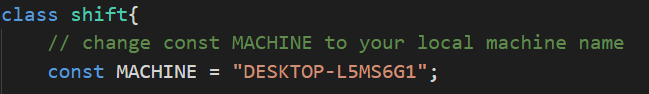 class shift{
// change const MACHINE to your local machine name
const MACHINE = "DESKTOP-L5MS6G1";